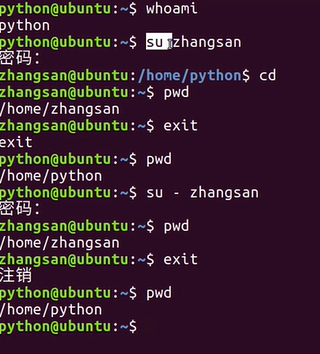 python@ubuntu:~$ whoami
python
python@ubuntu:~$ su zhangsan
密码：
zhangsan@ubuntu:/home/python$ cd
zhangsan@ubuntu:~$ pwd
/home/zhangsan
zhangsan@ubuntu:~$ exit
exit
python@ubuntu:~$ pwd
/home/python
python@ubuntu:~$ su - zhangsan
密码：
zhangsan@ubuntu:~$ pwd
/home/zhangsan
zhangsan@ubuntu:~$ exit
注销
python@ubuntu:~$ pwd
/home/python
python@ubuntu:~$